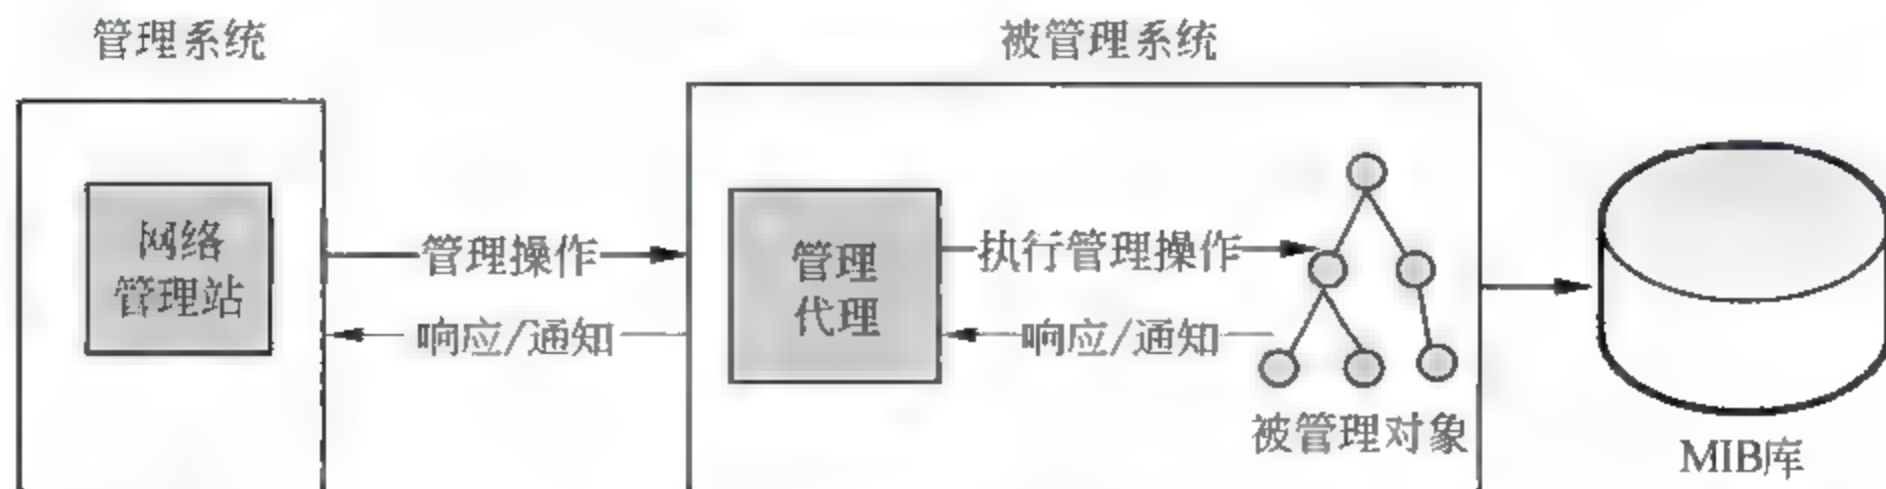 管理系统
被管理系统
网络
管理站
管理操作
响应/通知
管理
代理
执行管理操作
响应/通知
被管理对象
MIB库